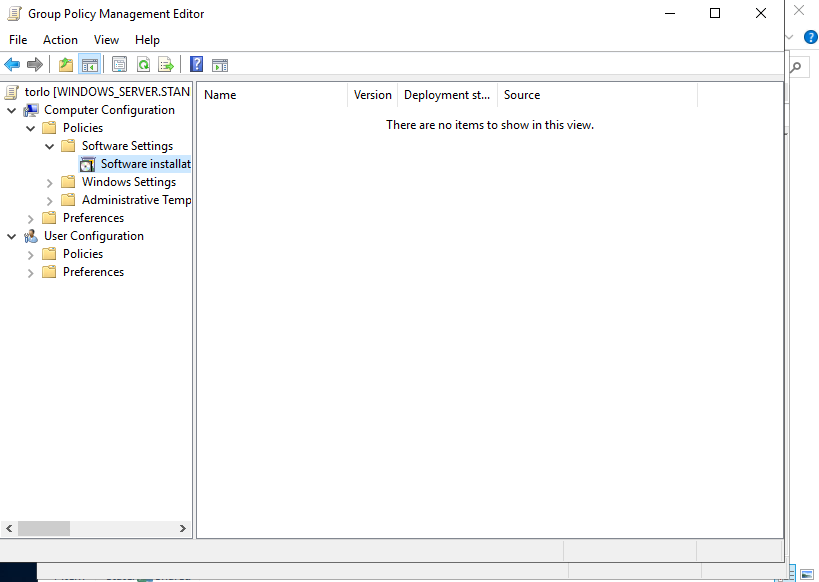 Group Policy Management Editor
File Action View Help
torlo [WINDOWS_SERVER.STAN
Name Version Deployment st... Source
Computer Configuration
There are no items to show in this view.
Policies
Software Settings
Software installat
Windows Settings
Administrative Temp
Preferences
User Configuration
Policies
Preferences